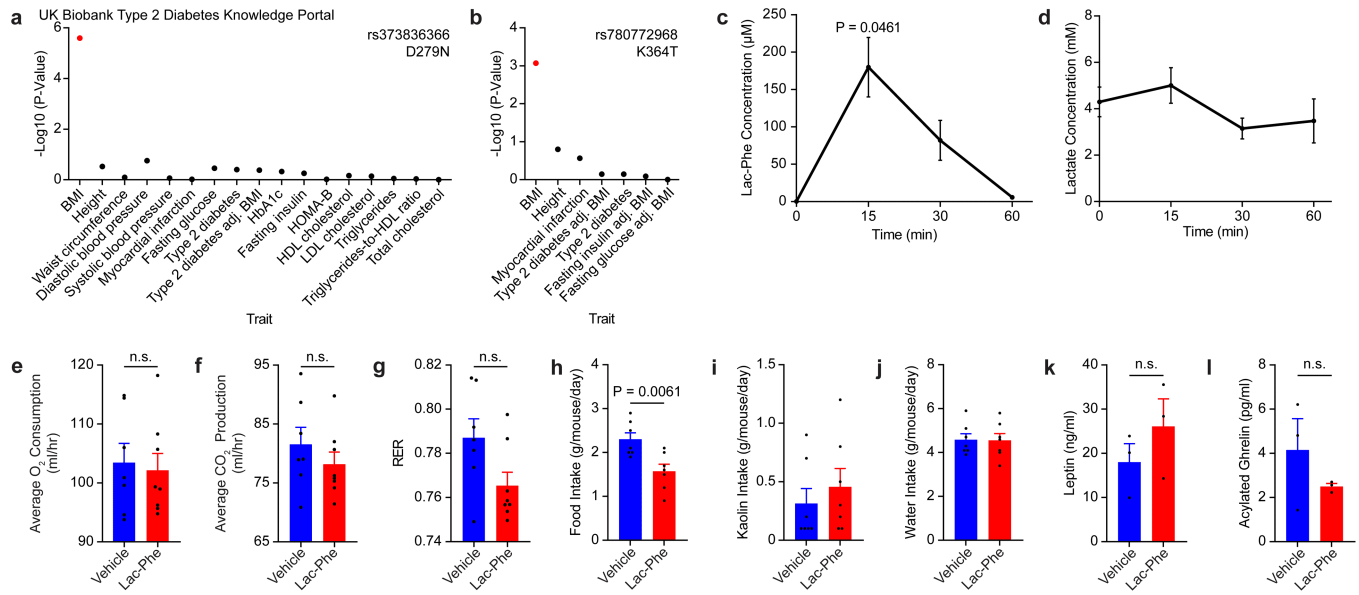 a
UK Biobank Type 2 Diabetes Knowledge Portal
rs373836366
D279N
-Log10 (P-Value)
6
4
2
0
BMI
Height
Waist circumference
Diastolic blood pressure
Systolic blood pressure
Myocardial infarction
Fasting glucose
Type 2 diabetes
Type 2 diabetes adj. BMI
HbA1c
Fasting insulin
HOMA-B
HDL cholesterol
LDL cholesterol
Triglycerides
Triglycerides-to-HDL ratio
Total cholesterol
Trait
b
rs780772968
K364T
-Log10 (P-Value)
4
3
2
1
0
BMI
Height
Myocardial infarction
Type 2 diabetes adj. BMI
Type 2 diabetes
Fasting insulin adj. BMI
Fasting glucose adj. BMI
Trait
c
P = 0.0461
Lac-Phe Concentration (µM)
250
200
150
100
50
0
0
15
30
60
Time (min)
d
Lactate Concentration (mM)
8
6
4
2
0
0
15
30
60
Time (min)
e
n.s.
Average O2 Consumption
(ml/hr)
120
110
100
90
Vehicle
Lac-Phe
f
n.s.
Average CO2 Production
(ml/hr)
95
85
75
65
Vehicle
Lac-Phe
g
n.s.
RER
0.82
0.80
0.78
0.76
0.74
Vehicle
Lac-Phe
h
P = 0.0061
Food Intake (g/mouse/day)
4
3
2
1
0
Vehicle
Lac-Phe
i
Kaolin Intake (g/mouse/day)
1.5
1.0
0.5
0.0
Vehicle
Lac-Phe
j
Water Intake (g/mouse/day)
8
6
4
2
0
Vehicle
Lac-Phe
k
n.s.
Leptin (ng/ml)
40
30
20
10
0
Vehicle
Lac-Phe
l
n.s.
Acylated Ghrelin (pg/ml)
8
6
4
2
0
Vehicle
Lac-Phe